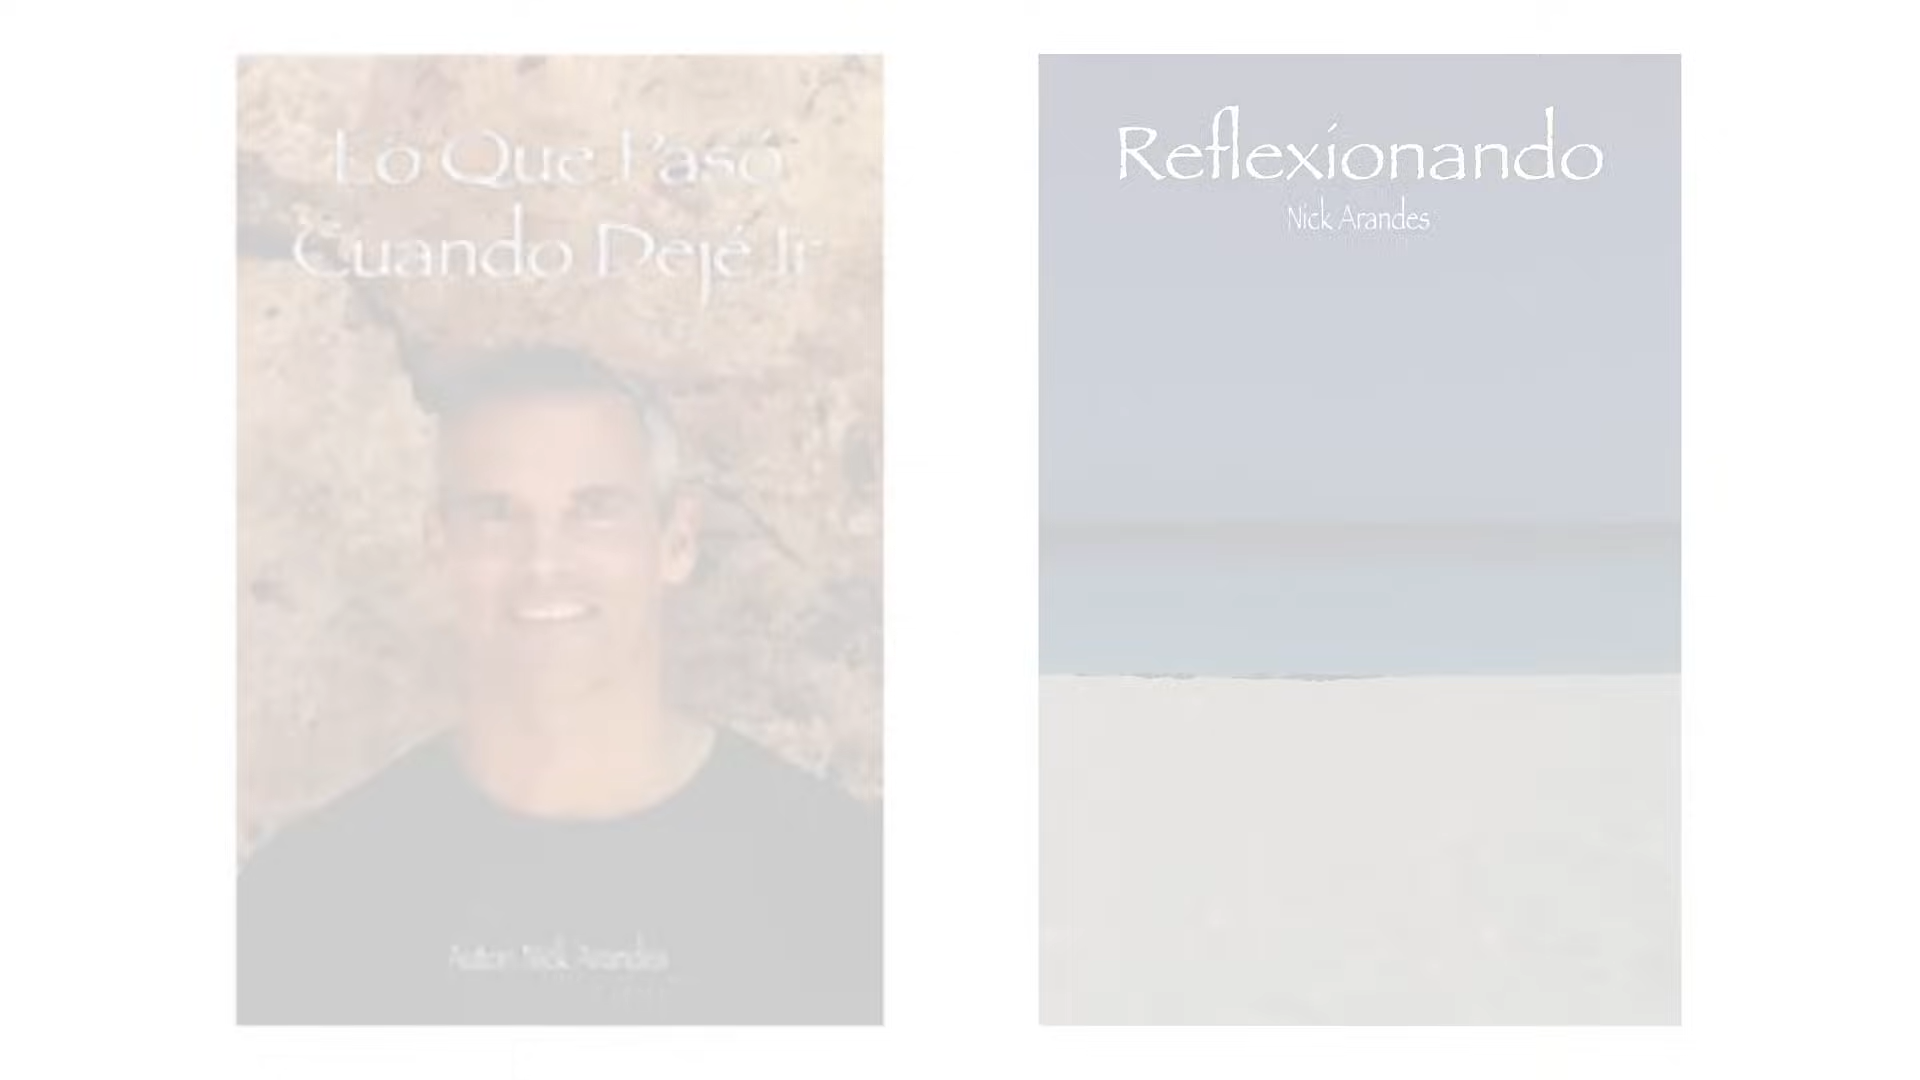 Lo Que Pasó
Cuando Dejé Ir
Autor: Nick Arandes
Reflexionando
Nick Arandes